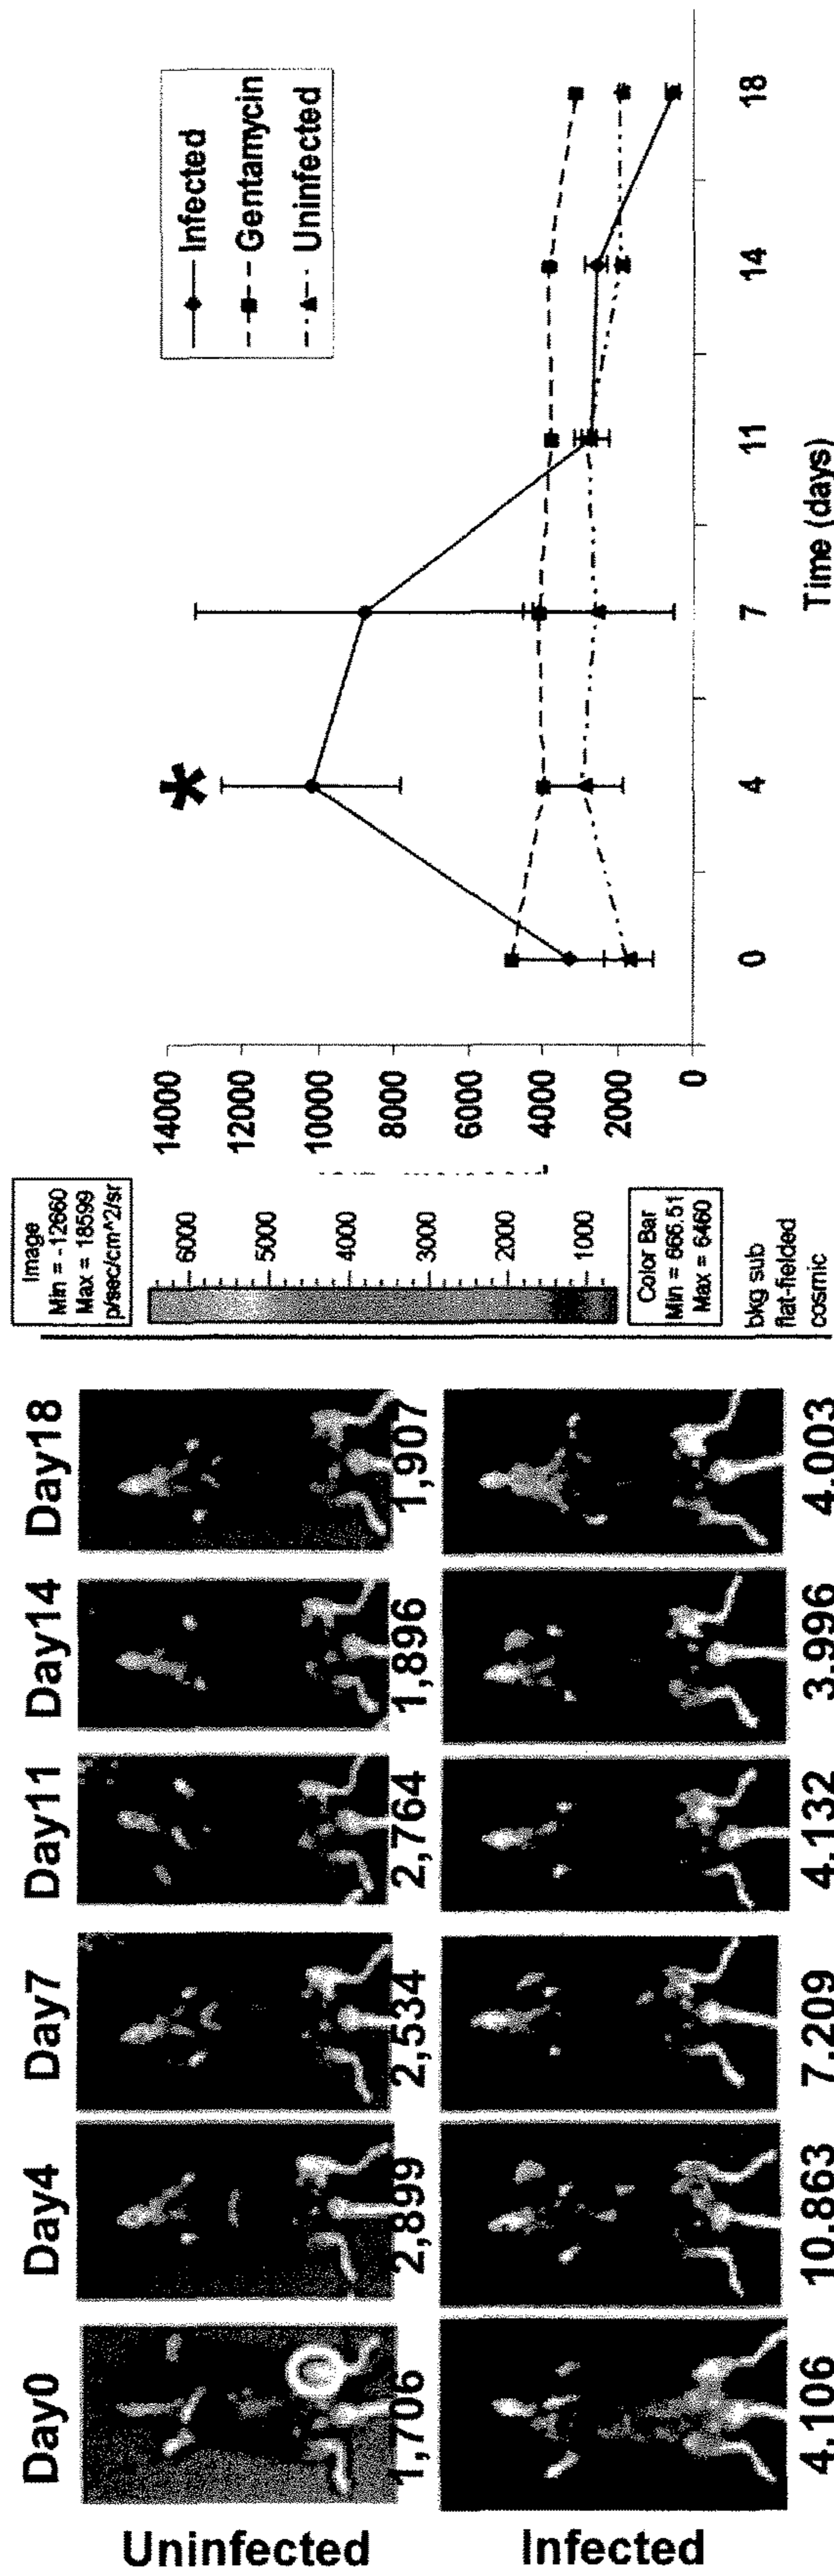 Day0 Day4 Day7 Day11 Day14 Day18
Uninfected
1,706 2,899 2,534 2,764 1,896 1,907
Infected
4.106 10.863 7.209 4.132 3.996 4.003
Image
Min = -12660
Max = 18599
p/sec/cm^2/sr
6000
5000
4000
3000
2000
1000
Color Bar
Min = 666.51
Max = 6460
bkg sub
flat-fielded
cosmic
14000
12000
10000
8000
6000
4000
2000
0
*
Infected
Gentamycin
Uninfected
0 4 7 11 14 18
Time (days)